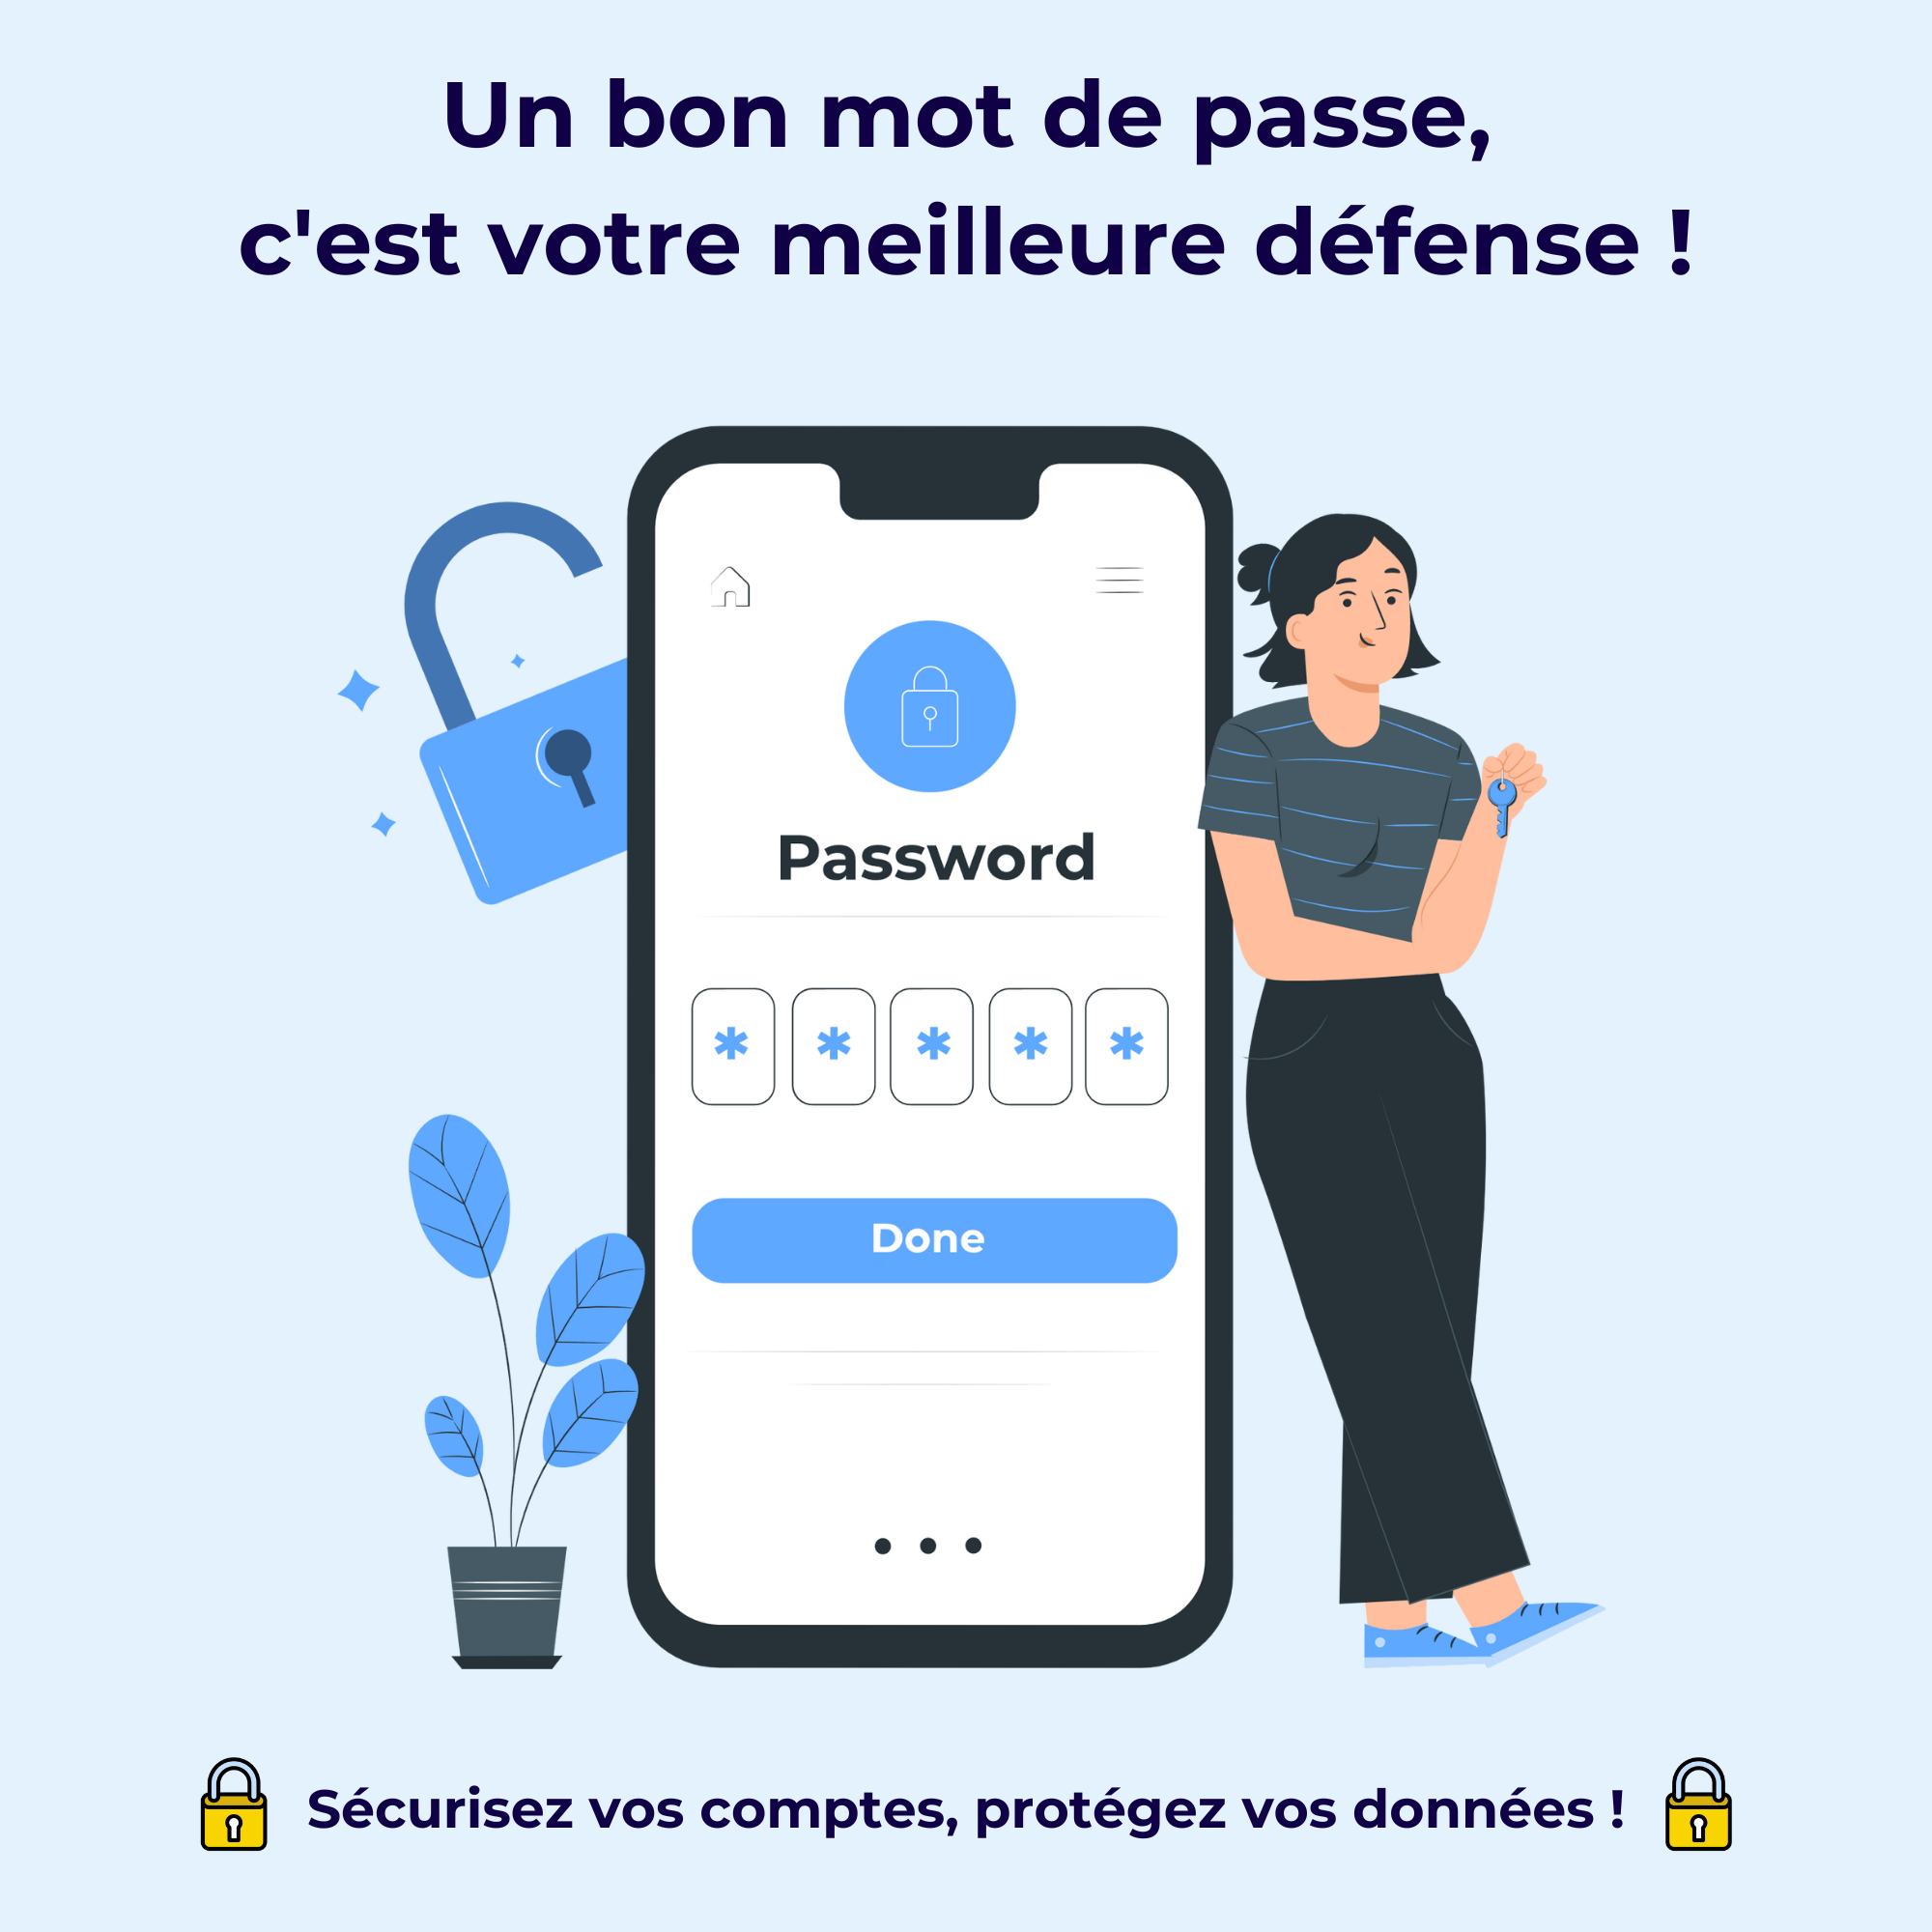 Un bon mot de passe,
c'est votre meilleure défense !
Password
* * * * *
Done
Sécurisez vos comptes, protégez vos données !